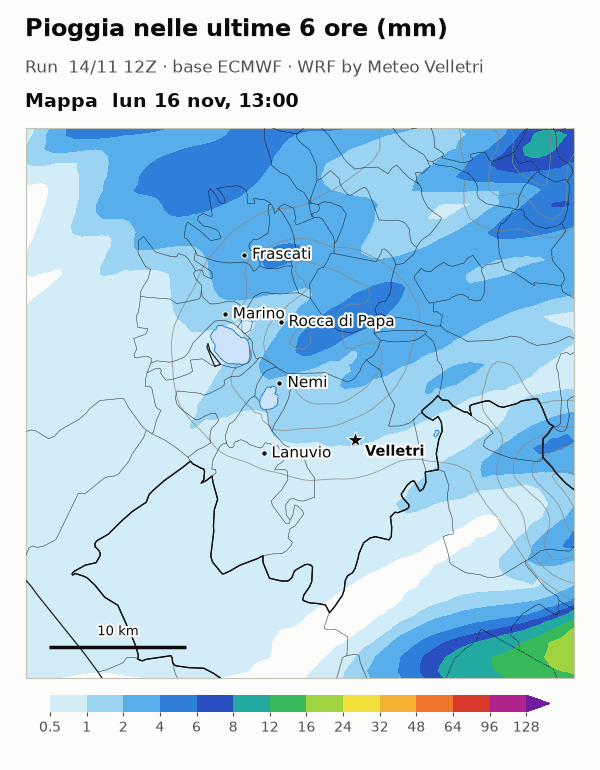 Pioggia nelle ultime 6 ore (mm)
Run  14/11 12Z · base ECMWF · WRF by Meteo Velletri
Mappa  lun 16 nov, 13:00
Frascati
Marino
Rocca di Papa
Nemi
Velletri
Lanuvio
10 km
0.5 1 2 4 6 8 12 16 24 32 48 64 96 128